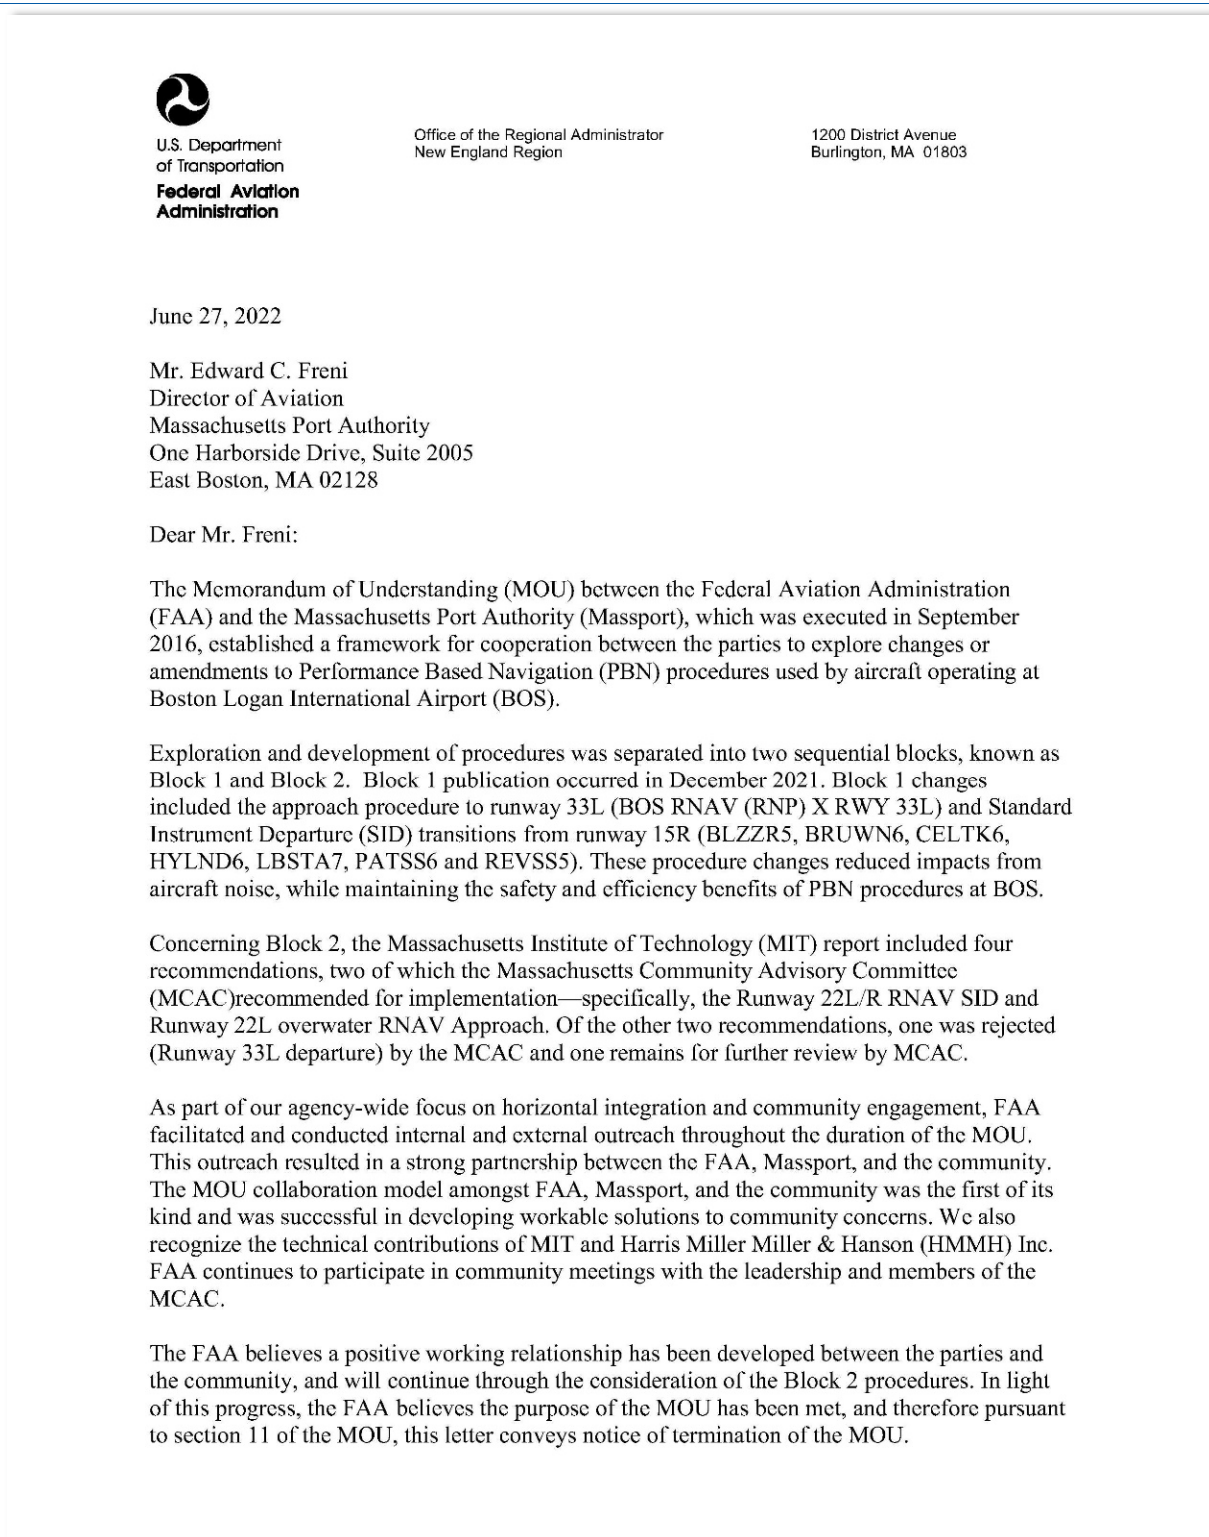 U.S. Department
of Transportation
Federal Aviation
Administration
Office of the Regional Administrator
New England Region
1200 District Avenue
Burlington, MA 01803
June 27, 2022
Mr. Edward C. Freni
Director of Aviation
Massachusetts Port Authority
One Harborside Drive, Suite 2005
East Boston, MA 02128
Dear Mr. Freni:
The Memorandum of Understanding (MOU) between the Federal Aviation Administration
(FAA) and the Massachusetts Port Authority (Massport), which was executed in September
2016, established a framework for cooperation between the parties to explore changes or
amendments to Performance Based Navigation (PBN) procedures used by aircraft operating at
Boston Logan International Airport (BOS).
Exploration and development of procedures was separated into two sequential blocks, known as
Block 1 and Block 2.  Block 1 publication occurred in December 2021. Block 1 changes
included the approach procedure to runway 33L (BOS RNAV (RNP) X RWY 33L) and Standard
Instrument Departure (SID) transitions from runway 15R (BLZZR5, BRUWN6, CELTK6,
HYLND6, LBSTA7, PATSS6 and REVSS5). These procedure changes reduced impacts from
aircraft noise, while maintaining the safety and efficiency benefits of PBN procedures at BOS.
Concerning Block 2, the Massachusetts Institute of Technology (MIT) report included four
recommendations, two of which the Massachusetts Community Advisory Committee
(MCAC)recommended for implementation—specifically, the Runway 22L/R RNAV SID and
Runway 22L overwater RNAV Approach. Of the other two recommendations, one was rejected
(Runway 33L departure) by the MCAC and one remains for further review by MCAC.
As part of our agency-wide focus on horizontal integration and community engagement, FAA
facilitated and conducted internal and external outreach throughout the duration of the MOU.
This outreach resulted in a strong partnership between the FAA, Massport, and the community.
The MOU collaboration model amongst FAA, Massport, and the community was the first of its
kind and was successful in developing workable solutions to community concerns. We also
recognize the technical contributions of MIT and Harris Miller Miller & Hanson (HMMH) Inc.
FAA continues to participate in community meetings with the leadership and members of the
MCAC.
The FAA believes a positive working relationship has been developed between the parties and
the community, and will continue through the consideration of the Block 2 procedures. In light
of this progress, the FAA believes the purpose of the MOU has been met, and therefore pursuant
to section 11 of the MOU, this letter conveys notice of termination of the MOU.